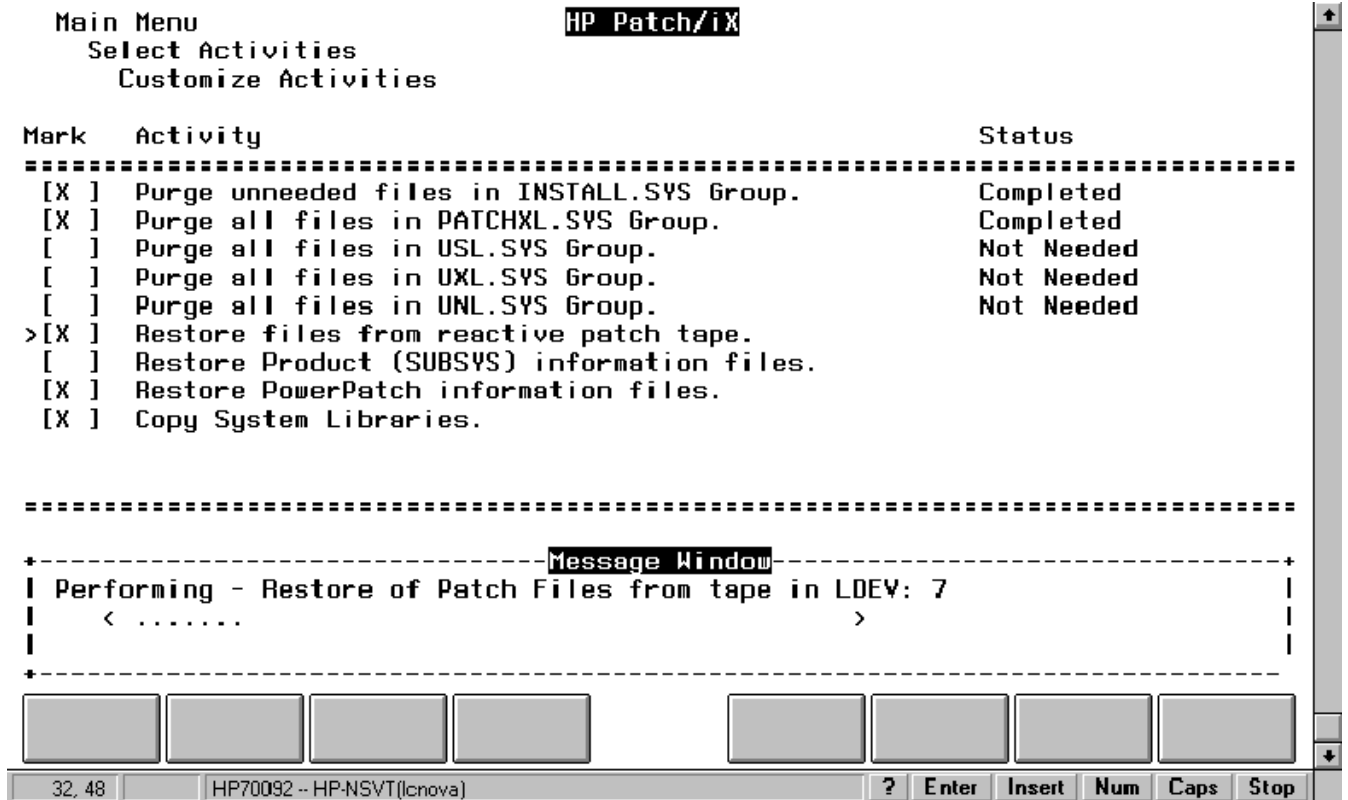 Main Menu HP Patch/iX
Select Activities
Customize Activities
Mark Activity Status
================================================================================
[X ] Purge unneeded files in INSTALL.SYS Group. Completed
[X ] Purge all files in PATCHXL.SYS Group. Completed
[ ] Purge all files in USL.SYS Group. Not Needed
[ ] Purge all files in UXL.SYS Group. Not Needed
[ ] Purge all files in UNL.SYS Group. Not Needed
>[X ] Restore files from reactive patch tape.
[ ] Restore Product (SUBSYS) information files.
[X ] Restore PowerPatch information files.
[X ] Copy System Libraries.
================================================================================
+--------------------------------Message Window--------------------------------+
| Performing - Restore of Patch Files from tape in LDEV: 7 |
| < ....... > |
| |
+------------------------------------------------------------------------------
32, 48 HP70092 -- HP-NSVT(lcnova) ? Enter Insert Num Caps Stop